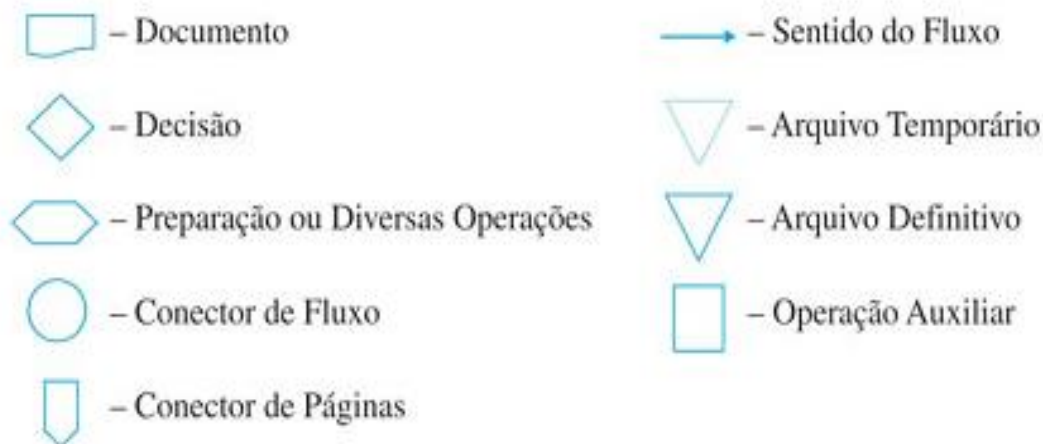 – Documento
– Decisão
– Preparação ou Diversas Operações
– Conector de Fluxo
– Conector de Páginas
– Sentido do Fluxo
– Arquivo Temporário
– Arquivo Definitivo
– Operação Auxiliar